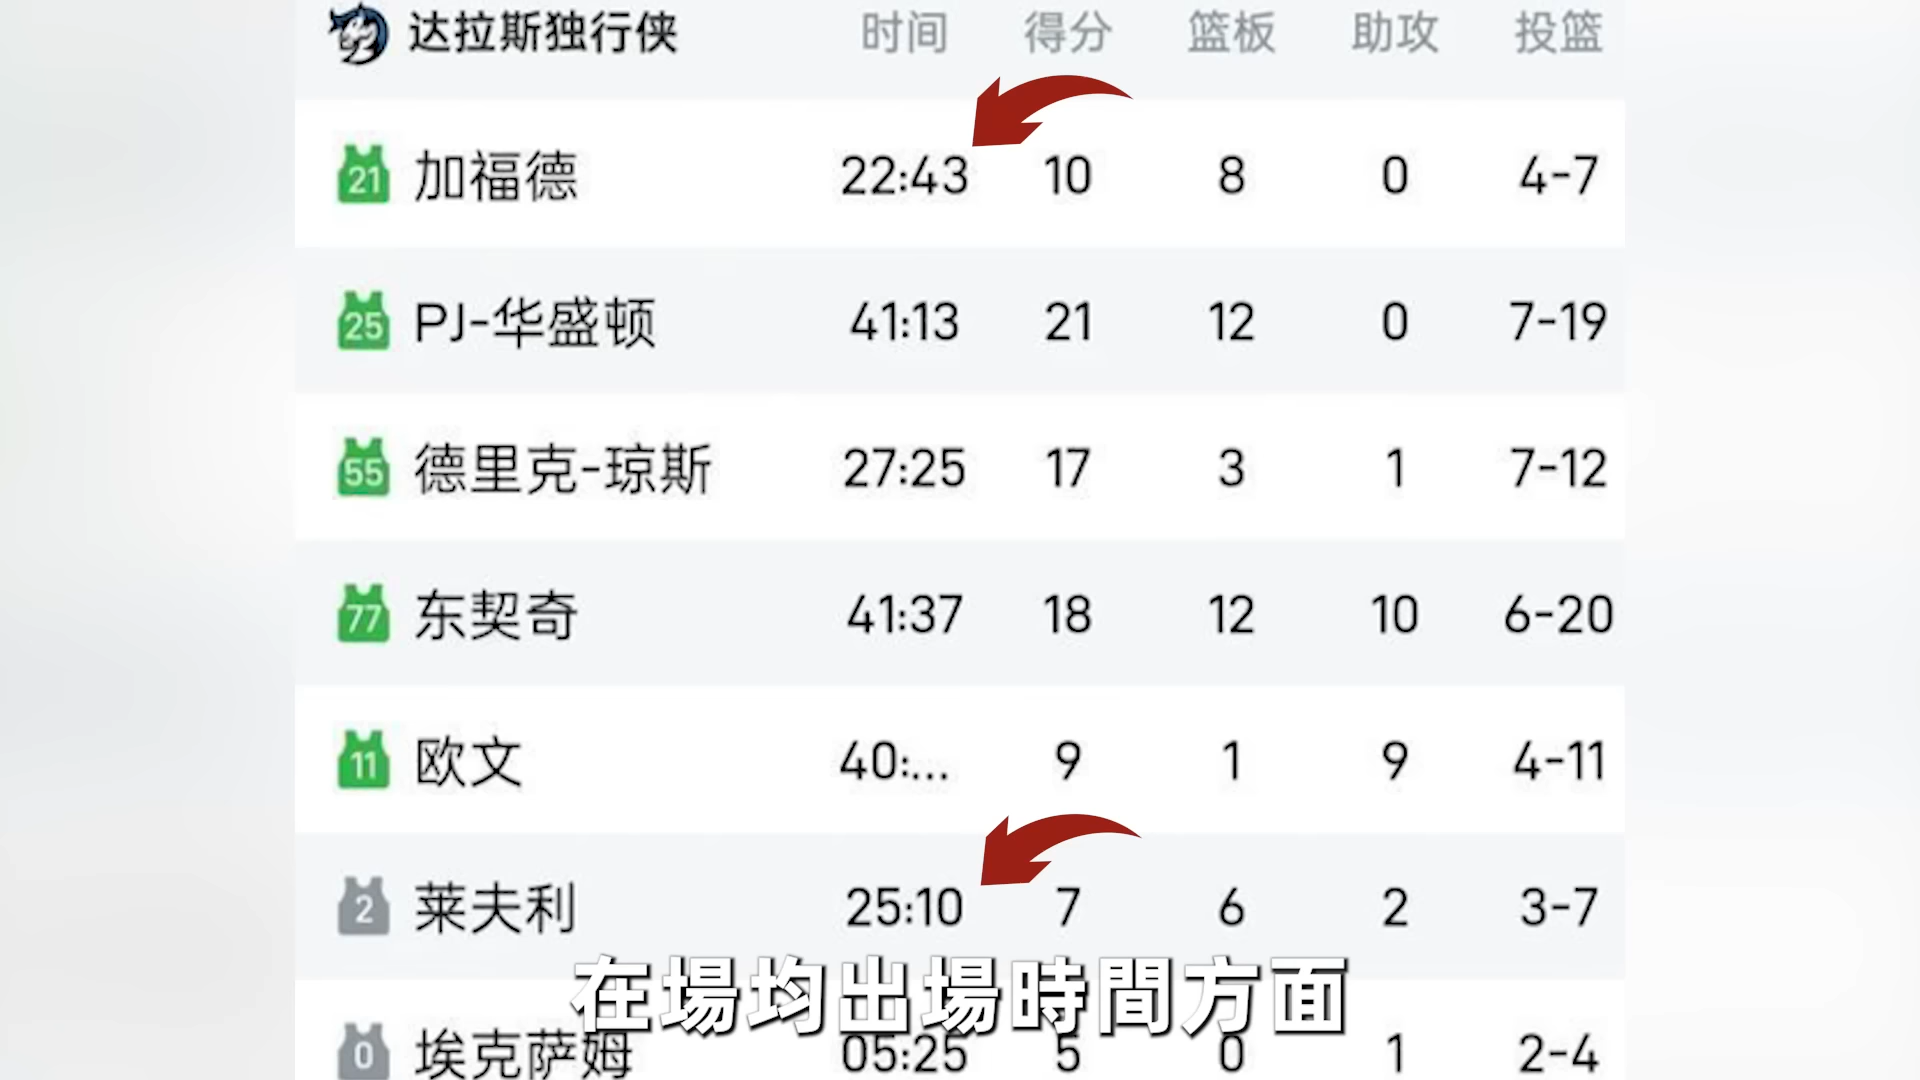 达拉斯独行侠 时间 得分 篮板 助攻 投篮
21 加福德 22:43 10 8 0 4-7
25 PJ-华盛顿 41:13 21 12 0 7-19
55 德里克-琼斯 27:25 17 3 1 7-12
77 东契奇 41:37 18 12 10 6-20
11 欧文 40:... 9 1 9 4-11
2 莱夫利 25:10 7 6 2 3-7
在場均出場時間方面
0 埃克萨姆 05:25 5 0 1 2-4